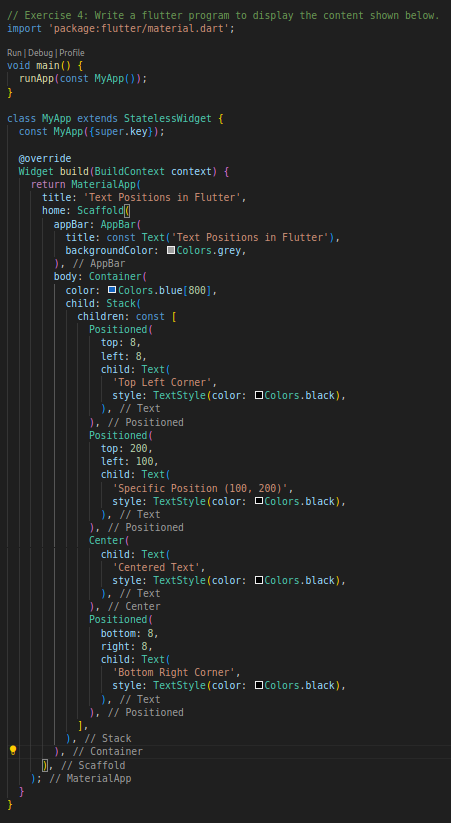 // Exercise 4: Write a flutter program to display the content shown below.
import 'package:flutter/material.dart';
Run | Debug | Profile
void main() {
  runApp(const MyApp());
}
class MyApp extends StatelessWidget {
  const MyApp({super.key});
  @override
  Widget build(BuildContext context) {
    return MaterialApp(
      title: 'Text Positions in Flutter',
      home: Scaffold(
        appBar: AppBar(
          title: const Text('Text Positions in Flutter'),
          backgroundColor: Colors.grey,
        ), // AppBar
        body: Container(
          color: Colors.blue[800],
          child: Stack(
            children: const [
              Positioned(
                top: 8,
                left: 8,
                child: Text(
                  'Top Left Corner',
                  style: TextStyle(color: Colors.black),
                ), // Text
              ), // Positioned
              Positioned(
                top: 200,
                left: 100,
                child: Text(
                  'Specific Position (100, 200)',
                  style: TextStyle(color: Colors.black),
                ), // Text
              ), // Positioned
              Center(
                child: Text(
                  'Centered Text',
                  style: TextStyle(color: Colors.black),
                ), // Text
              ), // Center
              Positioned(
                bottom: 8,
                right: 8,
                child: Text(
                  'Bottom Right Corner',
                  style: TextStyle(color: Colors.black),
                ), // Text
              ), // Positioned
            ],
          ), // Stack
        ), // Container
      ), // Scaffold
    ); // MaterialApp
  }
}